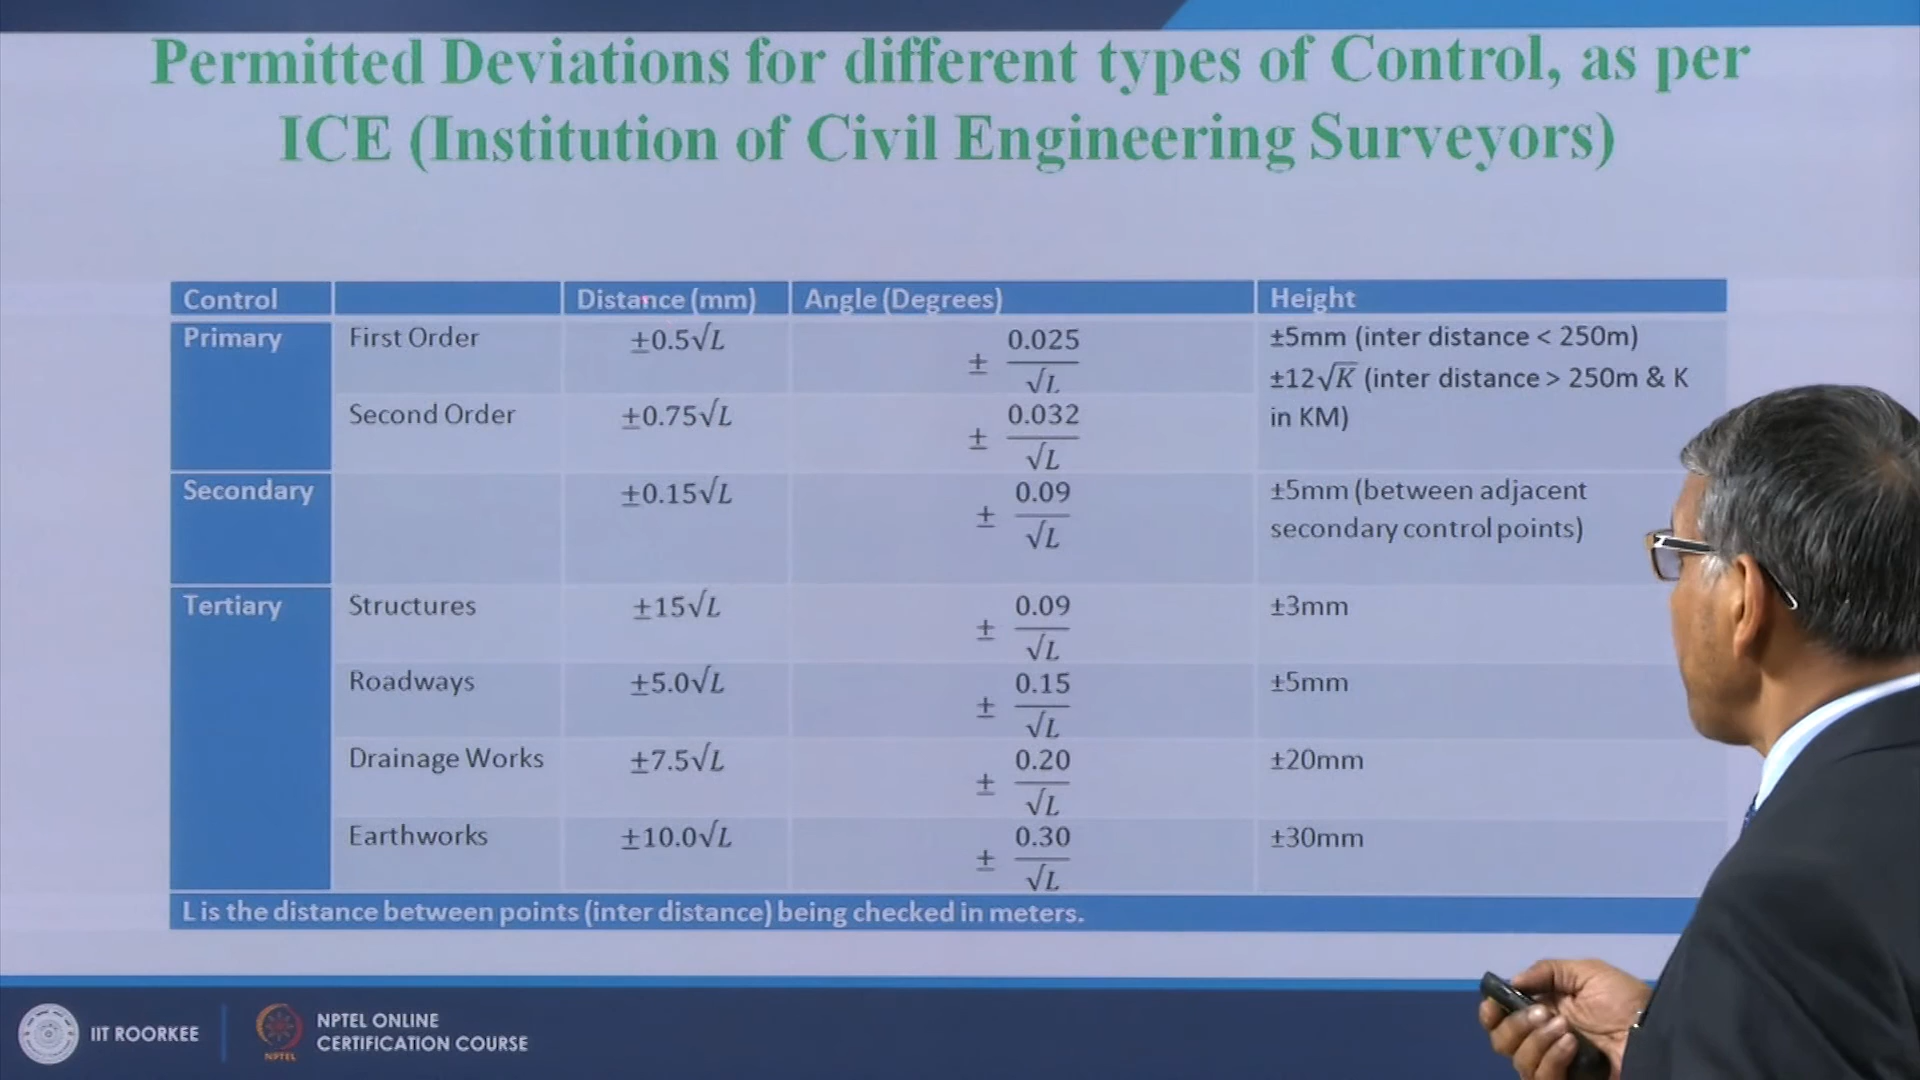 Permitted Deviations for different types of Control, as per
ICE (Institution of Civil Engineering Surveyors)
Control Distance (mm) Angle (Degrees) Height
Primary First Order ±0.5√L ± 0.025/√L ±5mm (inter distance < 250m)
±12√K (inter distance > 250m & K
in KM)
Second Order ±0.75√L ± 0.032/√L
Secondary ±0.15√L ± 0.09/√L ±5mm (between adjacent
secondary control points)
Tertiary Structures ±15√L ± 0.09/√L ±3mm
Roadways ±5.0√L ± 0.15/√L ±5mm
Drainage Works ±7.5√L ± 0.20/√L ±20mm
Earthworks ±10.0√L ± 0.30/√L ±30mm
L is the distance between points (inter distance) being checked in meters.
IIT ROORKEE
NPTEL
NPTEL ONLINE
CERTIFICATION COURSE